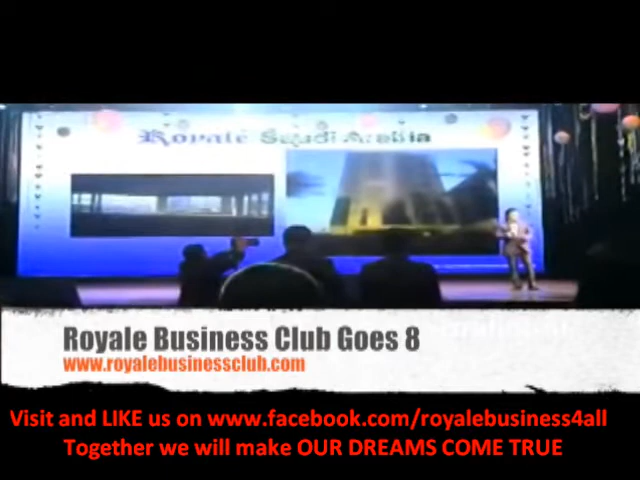 Royale Saudi Arabia
Royale Business Club Goes 8
www.royalebusinessclub.com
Visit and LIKE us on www.facebook.com/royalebusiness4all
Together we will make OUR DREAMS COME TRUE